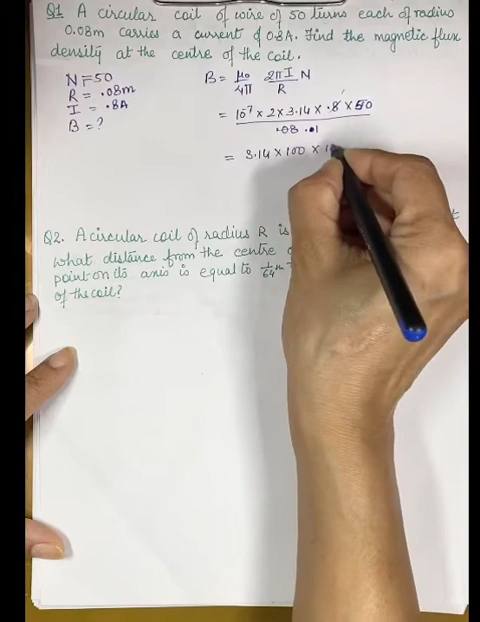 Q1 A circular coil of wire of 50 turns each of radius
0.08m carries a current of 0.8A. Find the magnetic flux
density at the centre of the coil.
N=50
R = .08m
I = .8A
B = ?
B = μ₀/4π 2πI/R N
= 10⁷ × 2 × 3.14 × .8 × 50
.08 .1
= 3.14 × 100 × 1
Q2. A circular coil of radius R is
what distance from the centre
point on its axis is equal to 1/64th
of the coil?